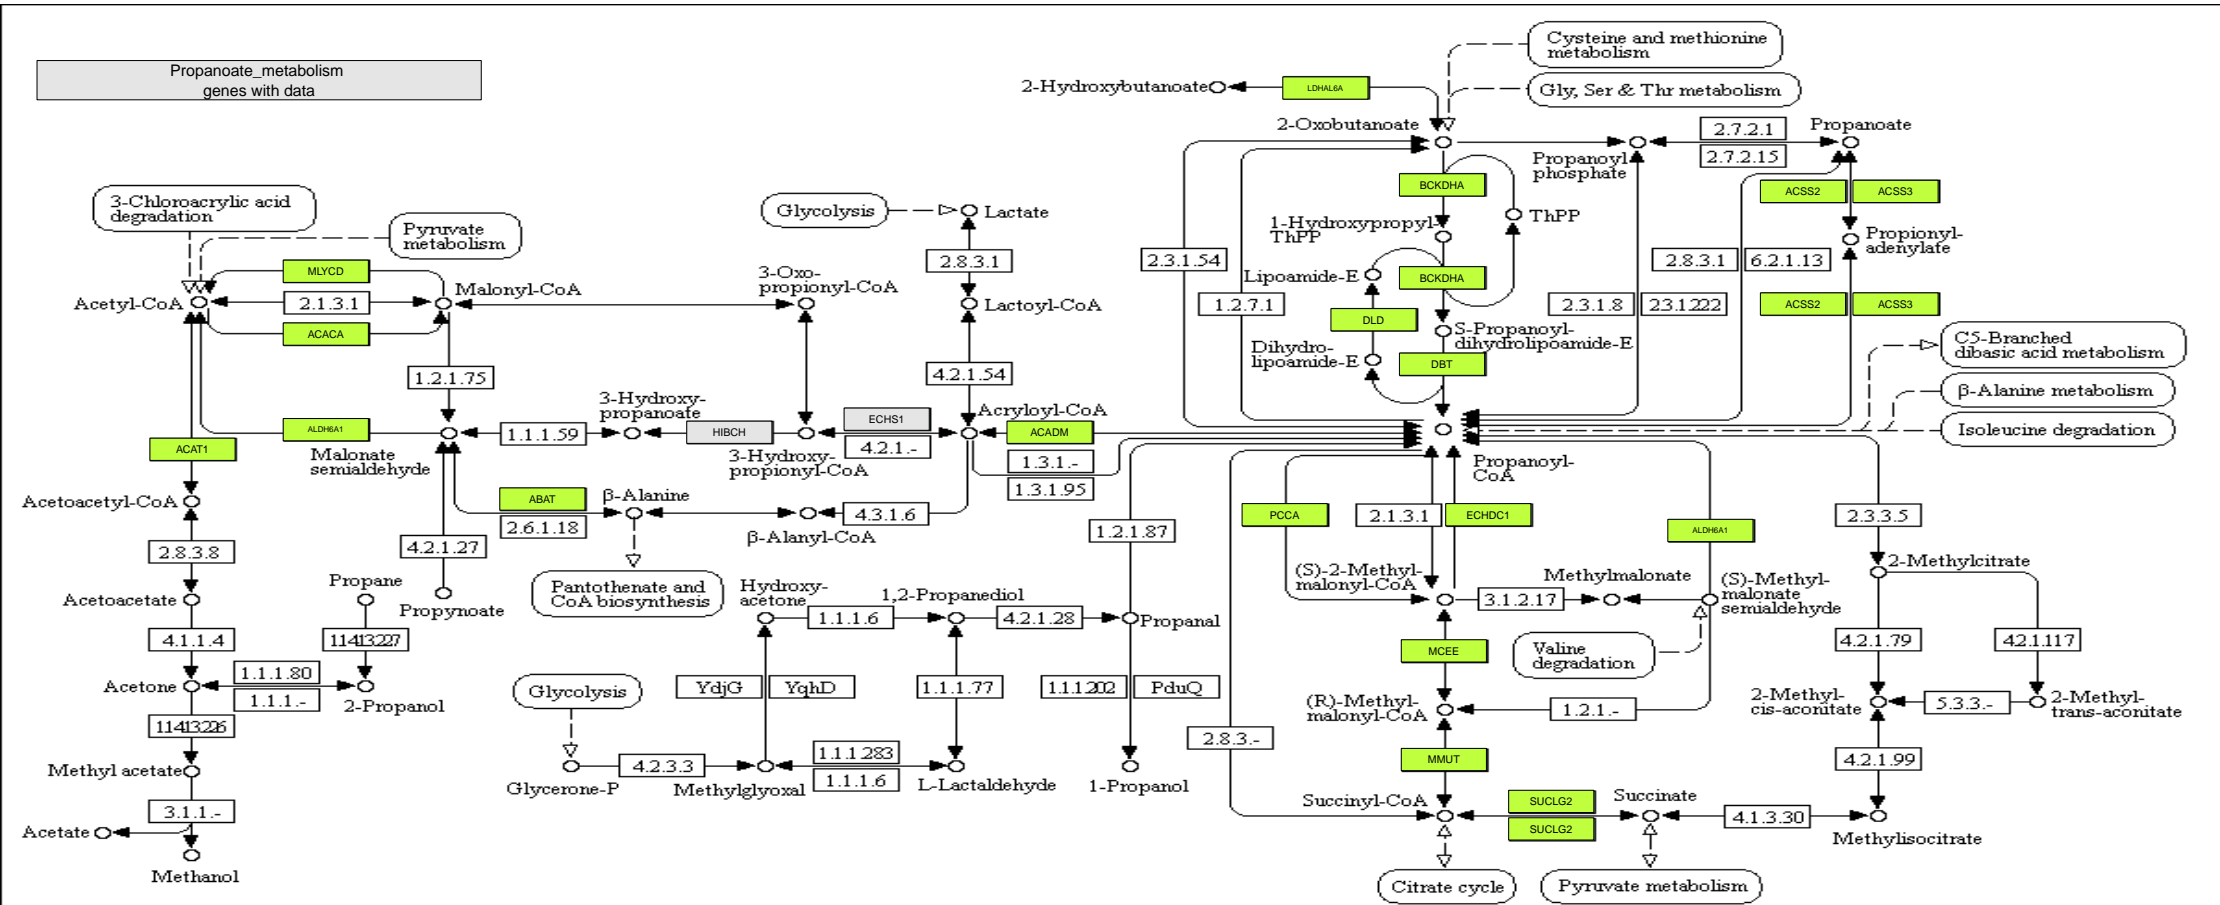 Propanoate_metabolism
genes with data
Cysteine and methionine
metabolism
2-Hydroxybutanoate
LDHAL6A
Gly, Ser & Thr metabolism
2-Oxobutanoate
2.7.2.1
Propanoate
2.7.2.15
Propanoyl
phosphate
BCKDHA
ACSS2
ACSS3
3-Chloroacrylic acid
degradation
Pyruvate
metabolism
Glycolysis
Lactate
1-Hydroxypropyl-
ThPP
ThPP
Propionyl-
adenylate
2.8.3.1
2.3.1.54
2.8.3.1
6.2.1.13
MLYCD
3-Oxo-
propionyl-CoA
Lipoamide-E
BCKDHA
Acetyl-CoA
2.1.3.1
Malonyl-CoA
Lactoyl-CoA
1.2.7.1
2.3.1.8
2.3.1.222
ACSS2
ACSS3
ACACA
DLD
S-Propanoyl-
dihydrolipoamide-E
Dihydro-
lipoamide-E
DBT
C5-Branched
dibasic acid metabolism
1.2.1.75
4.2.1.54
β-Alanine metabolism
3-Hydroxy-
propanoate
Acryloyl-CoA
ECHS1
ALDH6A1
1.1.1.59
HIBCH
4.2.1.-
ACADM
Isoleucine degradation
ACAT1
Malonate
semialdehyde
3-Hydroxy-
propionyl-CoA
1.3.1.-
1.3.1.95
Propanoyl-
CoA
Acetoacetyl-CoA
ABAT
2.6.1.18
β-Alanine
4.3.1.6
β-Alanyl-CoA
PCCA
2.1.3.1
ECHDC1
ALDH6A1
2.3.3.5
1.2.1.87
2.8.3.8
4.2.1.27
Propane
Propynoate
Pantothenate and
CoA biosynthesis
Hydroxy-
acetone
1,2-Propanediol
(S)-2-Methyl-
malonyl-CoA
Methylmalonate
(S)-Methyl-
malonate
semialdehyde
2-Methylcitrate
Acetoacetate
3.1.2.17
1.1.1.6
4.2.1.28
Propanal
4.1.1.4
1.14.13.227
MCEE
Valine
degradation
4.2.1.79
4.2.1.117
Acetone
1.1.1.80
1.1.1.-
2-Propanol
Glycolysis
YdjG
YqhD
1.1.1.77
1.1.1.202
PduQ
(R)-Methyl-
malonyl-CoA
1.2.1.-
2-Methyl-
cis-aconitate
5.3.3.-
2-Methyl-
trans-aconitate
1.14.13.226
2.8.3.-
Methyl acetate
Glycerone-P
4.2.3.3
Methylglyoxal
1.1.1.283
1.1.1.6
L-Lactaldehyde
1-Propanol
MMUT
4.2.1.99
3.1.1.-
Acetate
Methanol
Succinyl-CoA
SUCLG2
SUCLG2
Succinate
4.1.3.30
Methylisocitrate
Citrate cycle
Pyruvate metabolism